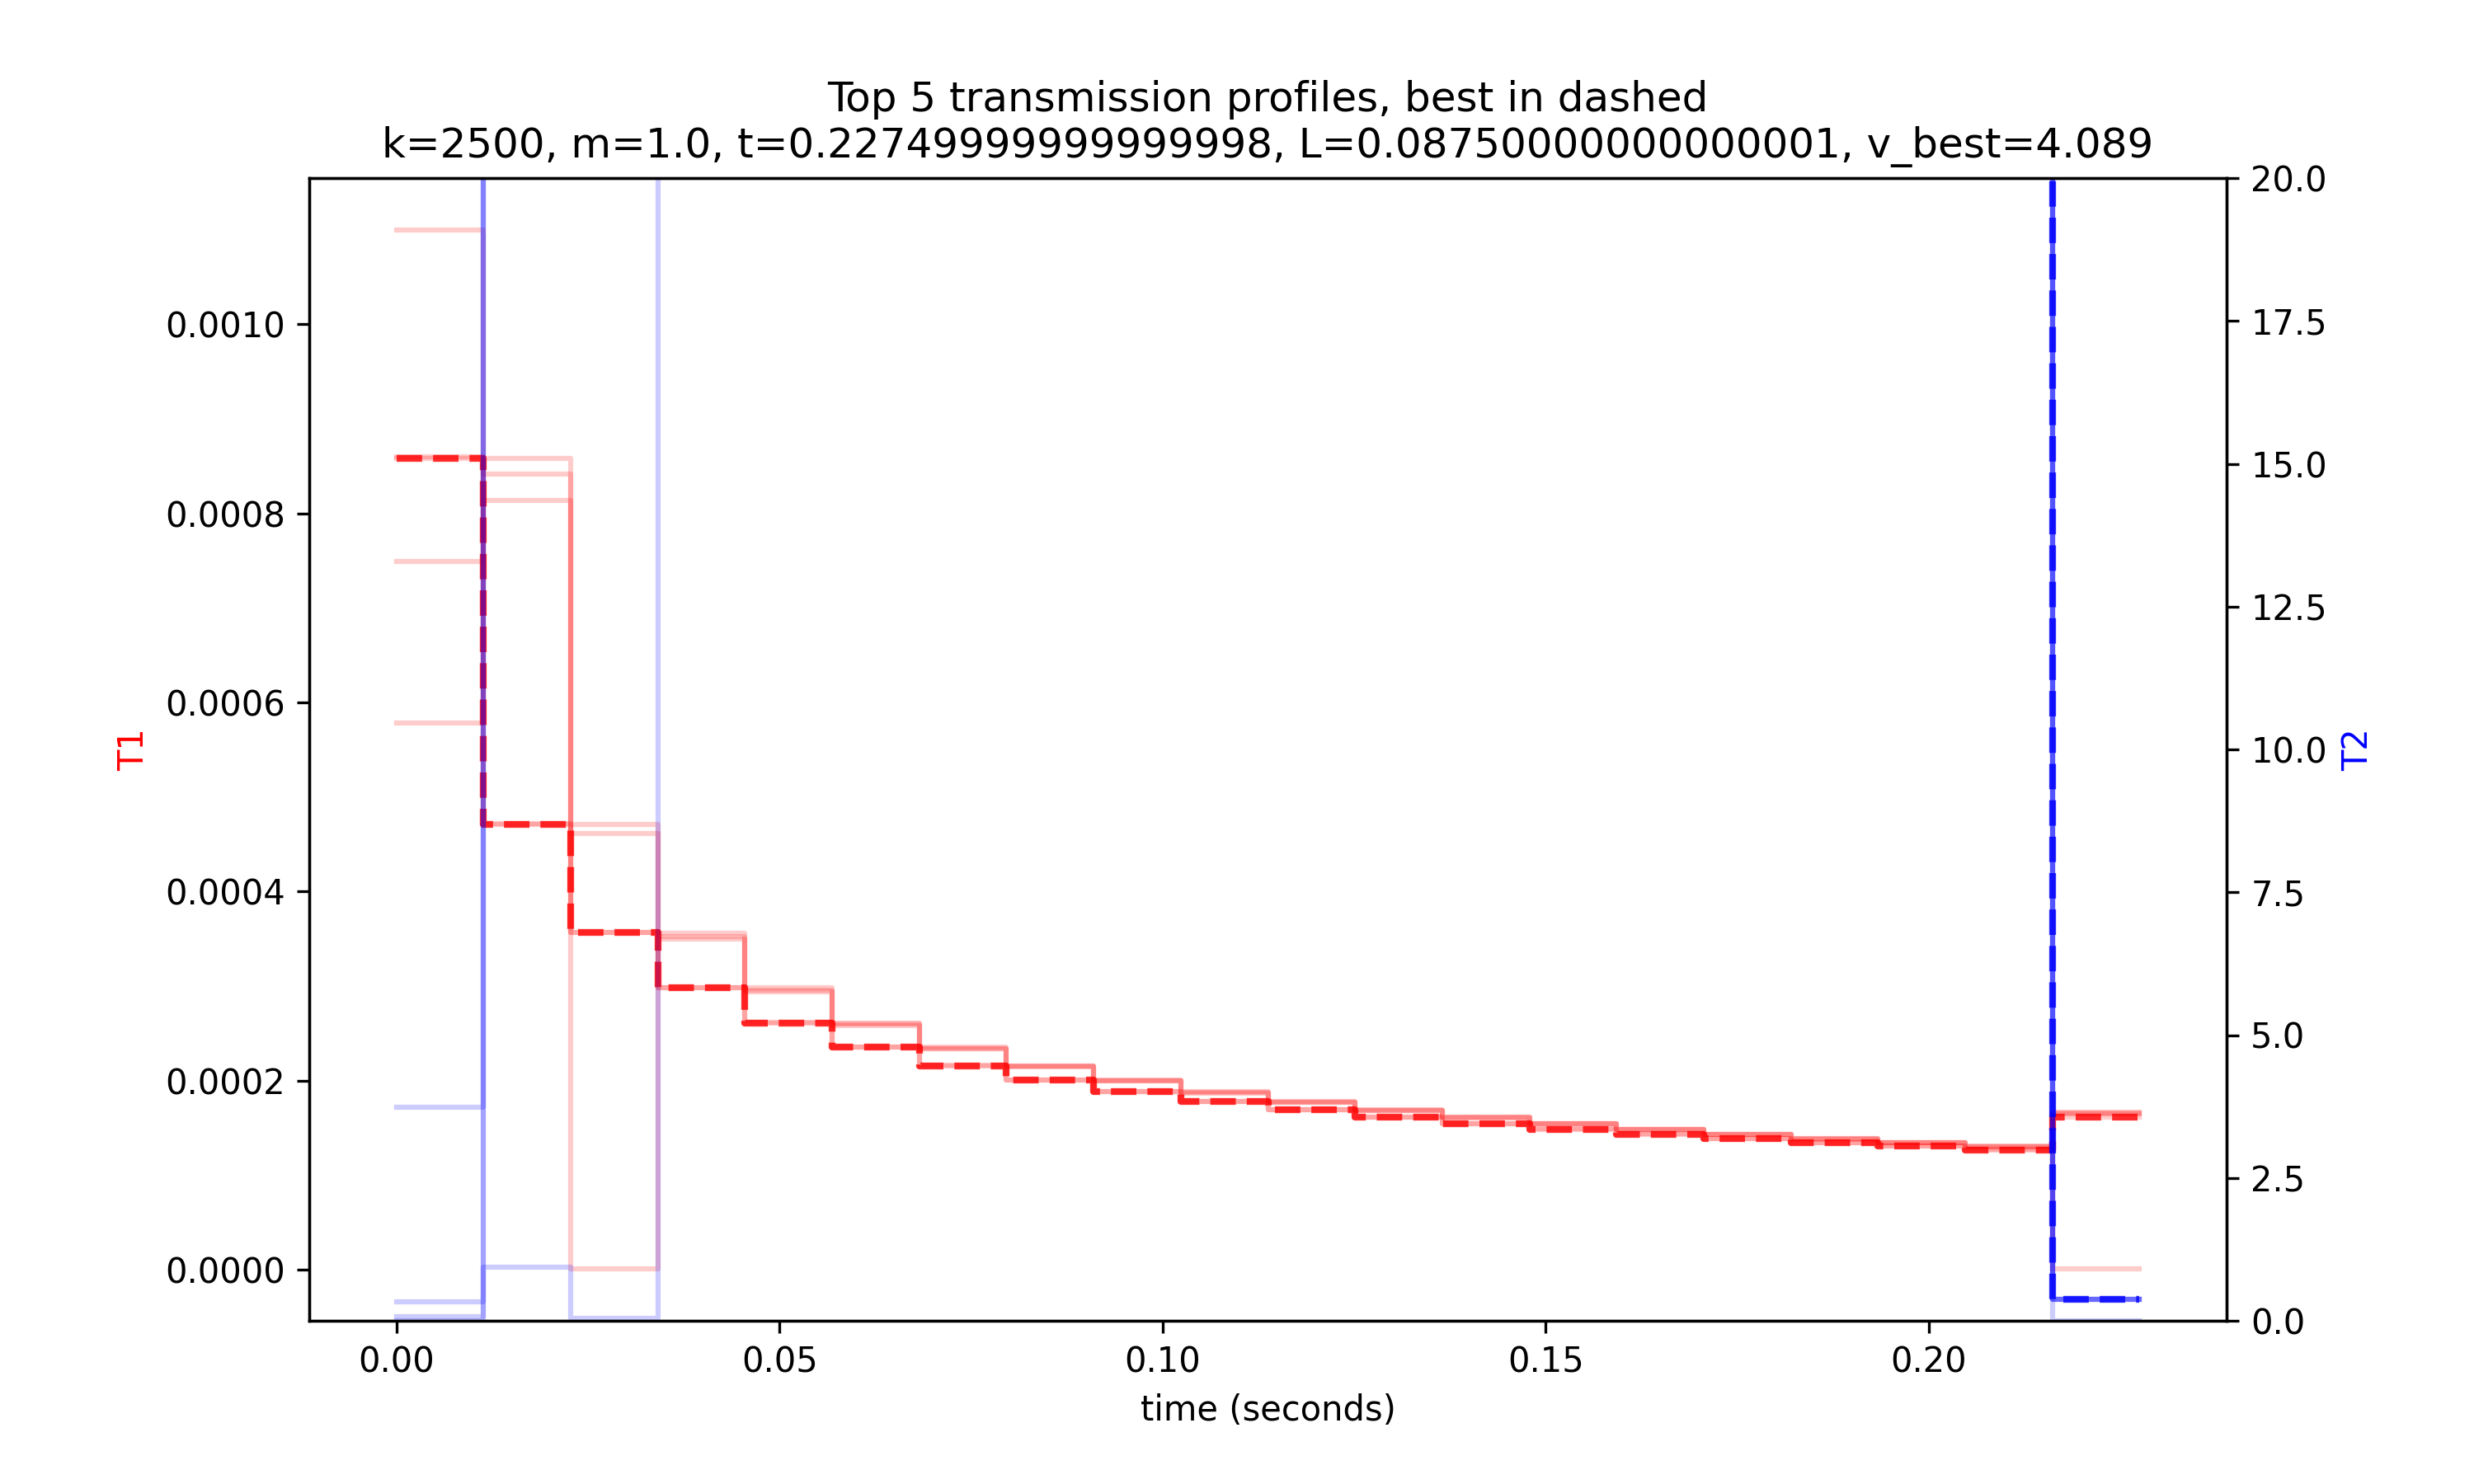 Top 5 transmission profiles, best in dashed
k=2500, m=1.0, t=0.22749999999999998, L=0.08750000000000001, v_best=4.089
0.0010
0.0008
0.0006
0.0004
0.0002
0.0000
T1
20.0
17.5
15.0
12.5
10.0
7.5
5.0
2.5
0.0
T2
0.00 0.05 0.10 0.15 0.20
time (seconds)